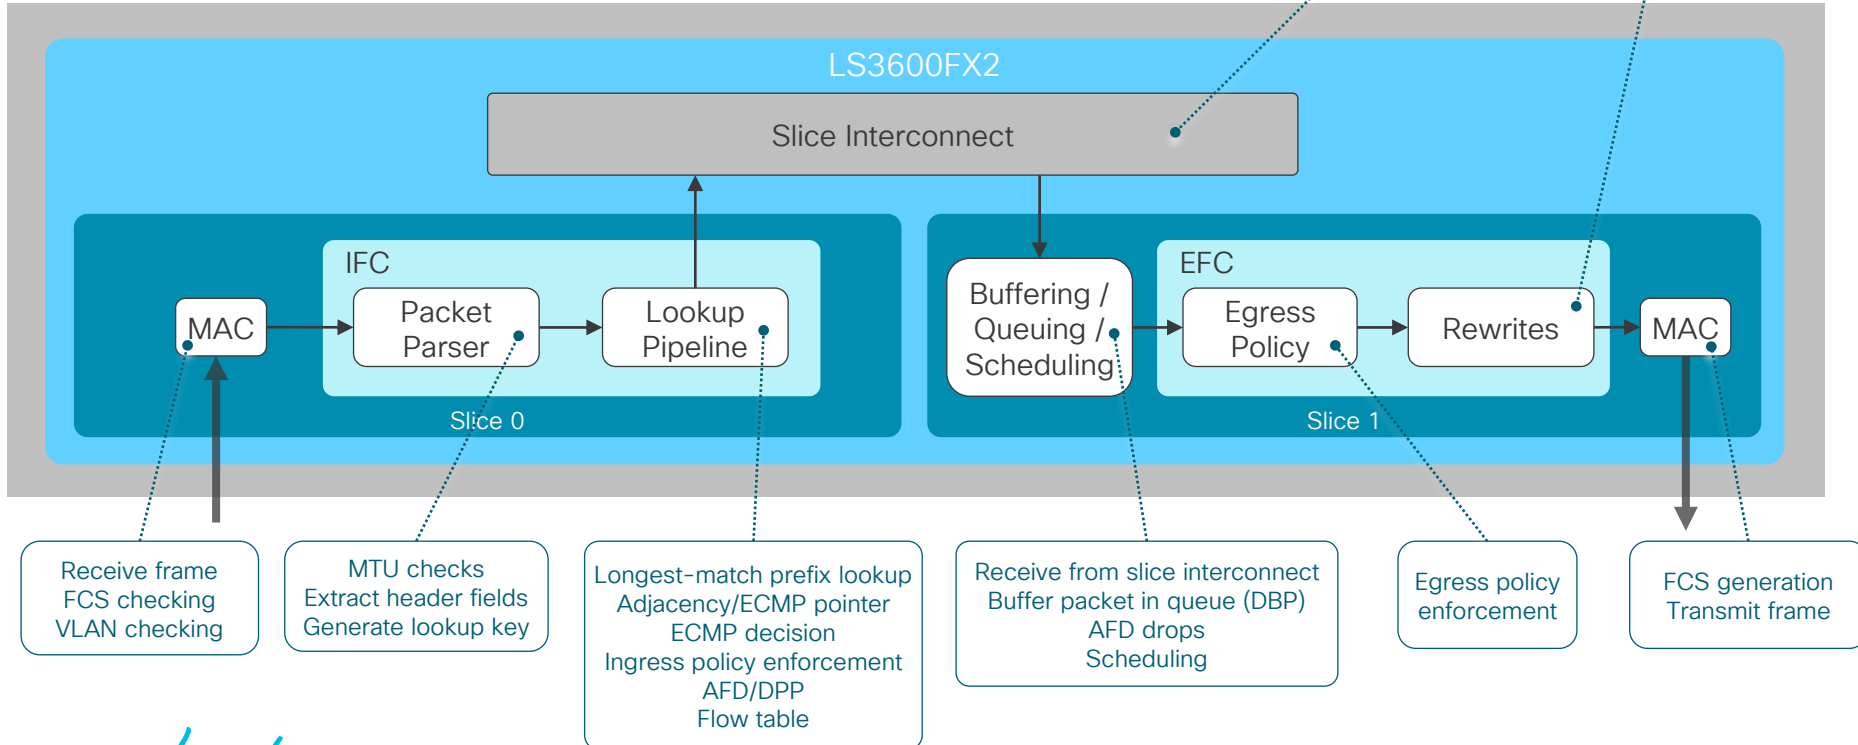 LS3600FX2
Slice Interconnect
IFC
EFC
MAC
Packet
Parser
Lookup
Pipeline
Buffering /
Queuing /
Scheduling
Egress
Policy
Rewrites
MAC
Slice 0
Slice 1
Receive frame
FCS checking
VLAN checking
MTU checks
Extract header fields
Generate lookup key
Longest-match prefix lookup
Adjacency/ECMP pointer
ECMP decision
Ingress policy enforcement
AFD/DPP
Flow table
Receive from slice interconnect
Buffer packet in queue (DBP)
AFD drops
Scheduling
Egress policy
enforcement
FCS generation
Transmit frame